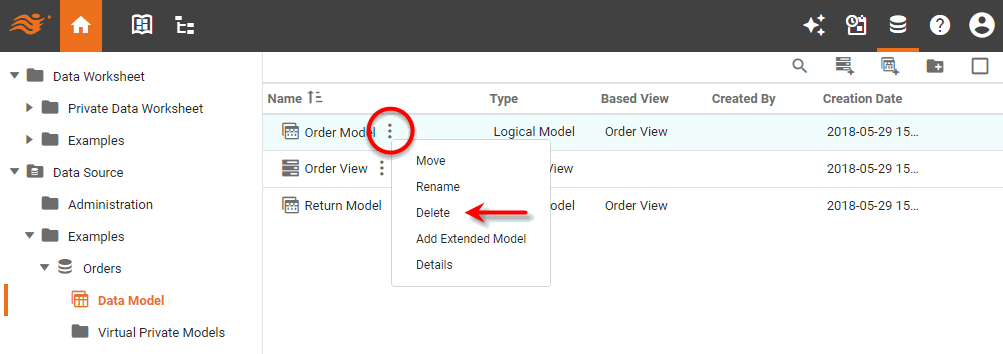 Data Worksheet
Private Data Worksheet
Examples
Data Source
Administration
Examples
Orders
Data Model
Virtual Private Models
Name Type Based View Created By Creation Date
Order Model Logical Model Order View 2018-05-29 15...
Order View View 2018-05-29 15...
Return Model odel Order View 2018-05-29 15...
Move
Rename
Delete
Add Extended Model
Details